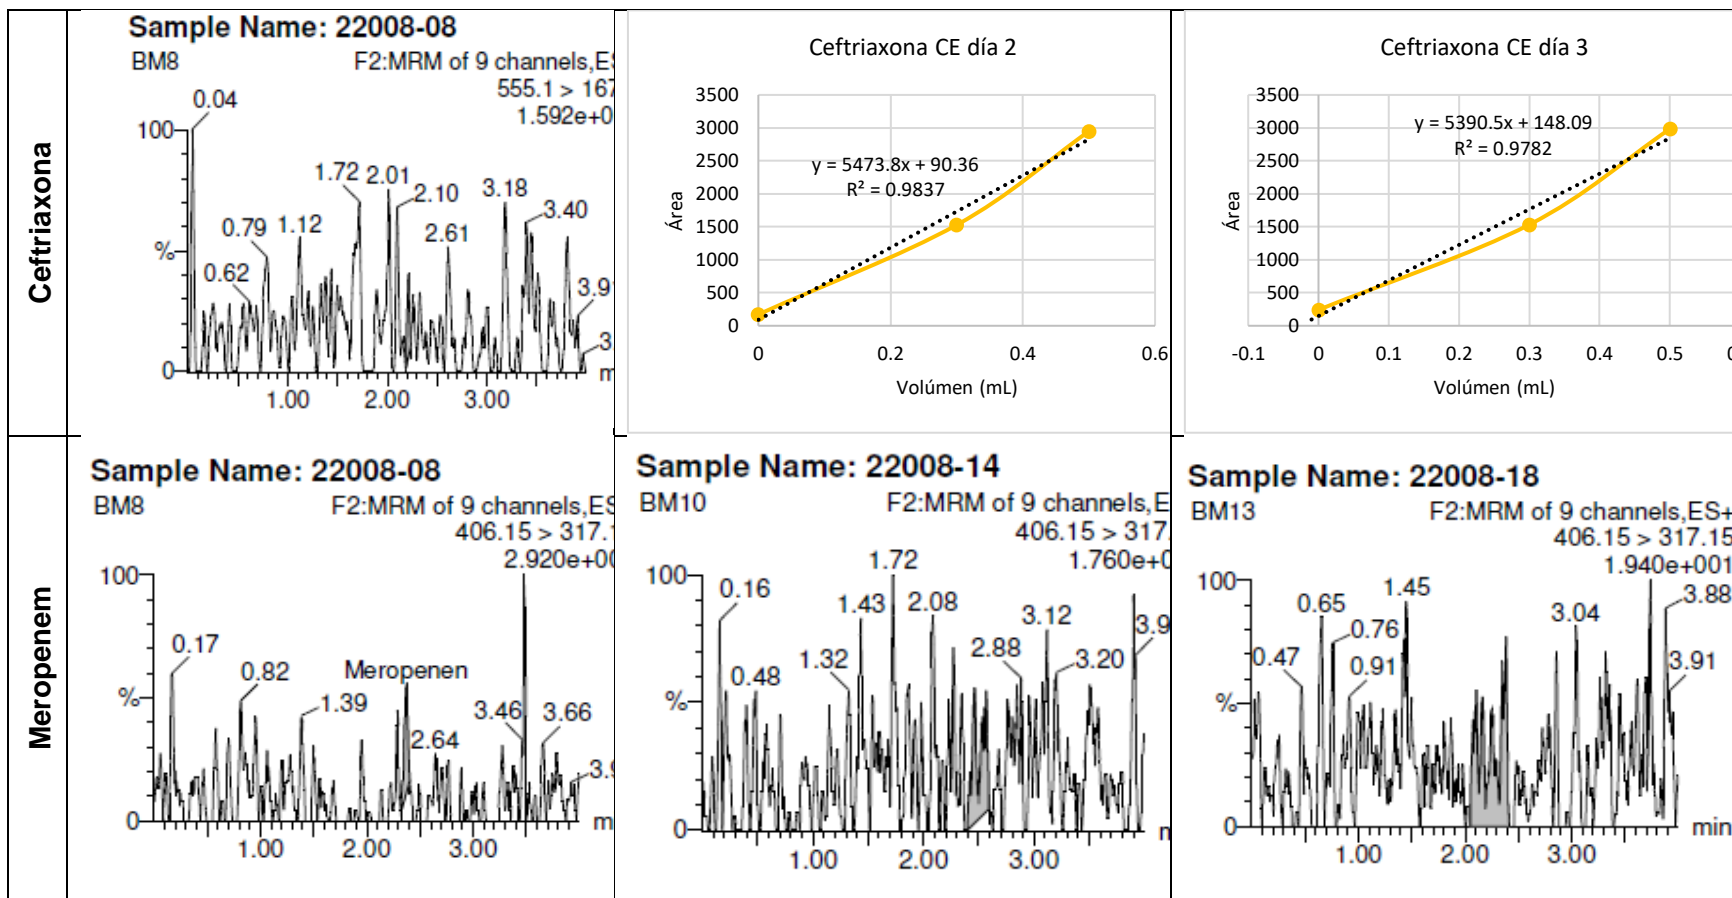 Ceftriaxona
Sample Name: 22008-08
BM8
F2:MRM of 9 channels,ES
555.1 > 167
1.592e+0
0.04
100
1.72
2.01
2.10
3.18
3.40
0.79
1.12
2.61
%
0.62
3.9
3.
0
m
1.00
2.00
3.00
Ceftriaxona CE día 2
3500
3000
2500
2000
1500
1000
500
0
Área
y = 5473.8x + 90.36
R² = 0.9837
0
0.2
0.4
0.6
Volúmen (mL)
Ceftriaxona CE día 3
3500
3000
2500
2000
1500
1000
500
0
Área
y = 5390.5x + 148.09
R² = 0.9782
-0.1
0
0.1
0.2
0.3
0.4
0.5
Volúmen (mL)
Meropenem
Sample Name: 22008-08
BM8
F2:MRM of 9 channels,ES
406.15 > 317.1
2.920e+00
100
0.17
Meropenen
0.82
%
1.39
3.46
3.66
2.64
3.9
0
m
1.00
2.00
3.00
Sample Name: 22008-14
BM10
F2:MRM of 9 channels,E
406.15 > 317.
1.760e+0
1.72
100
0.16
1.43
2.08
3.12
3.9
2.88
1.32
3.20
0.48
%
0
1.00
2.00
3.00
Sample Name: 22008-18
BM13
F2:MRM of 9 channels,ES+
406.15 > 317.15
1.940e+001
100
0.65
1.45
3.88
0.76
3.04
0.47
0.91
3.91
%
0
min
1.00
2.00
3.00